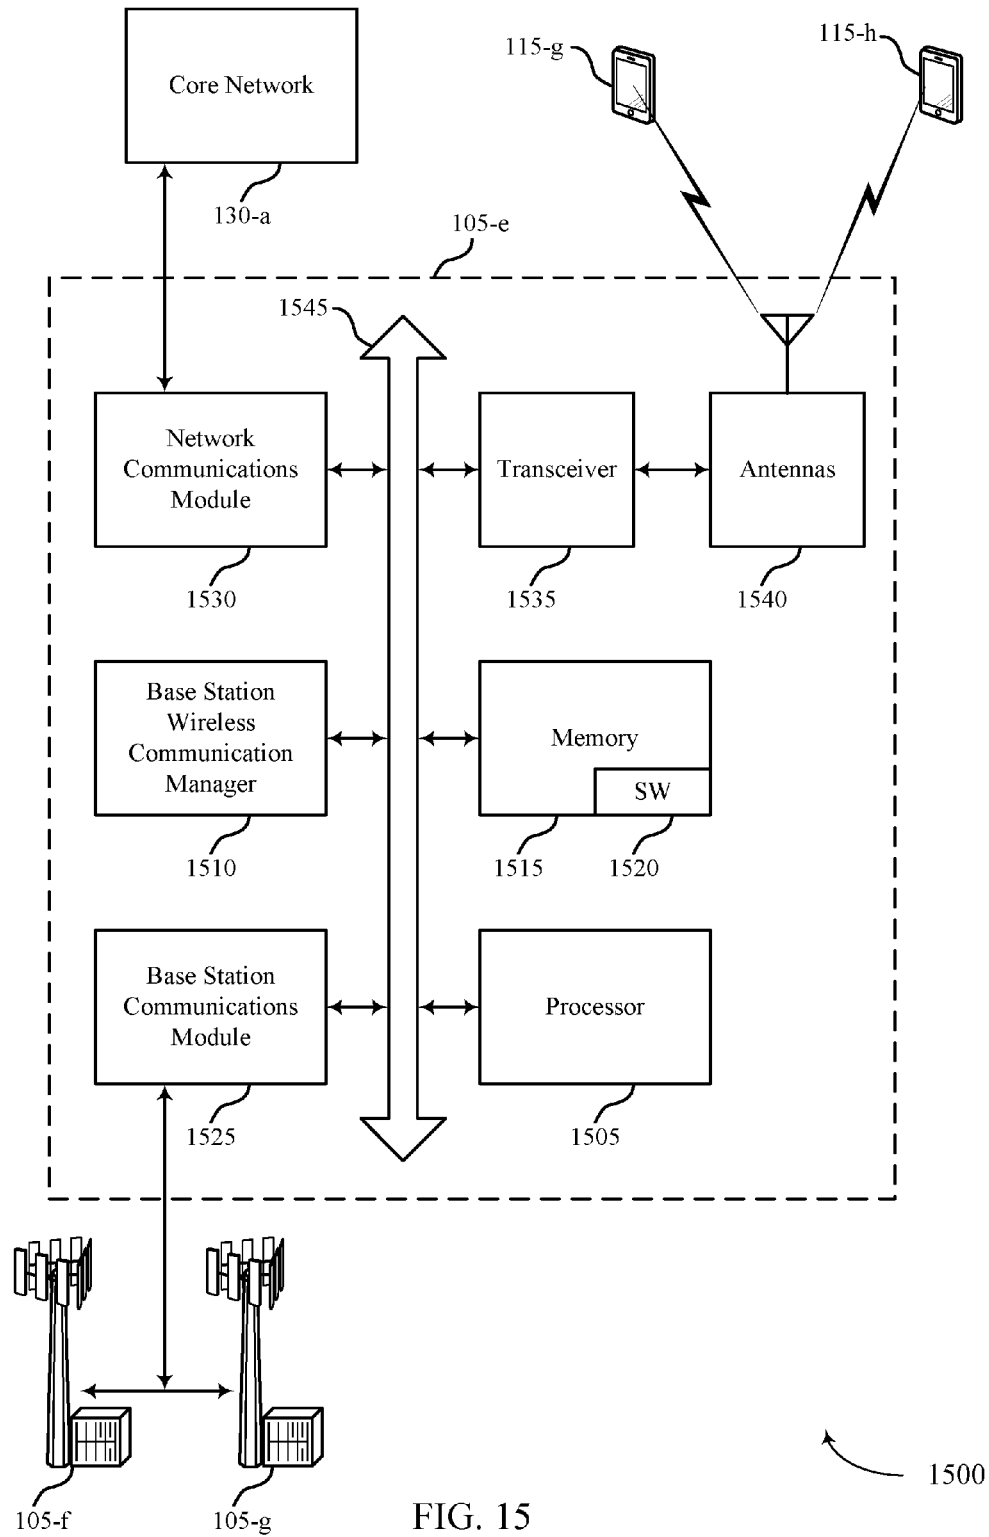 Core Network
130-a
115-g
115-h
105-e
1545
Network
Communications
Module
1530
Transceiver
1535
Antennas
1540
Base Station
Wireless
Communication
Manager
1510
Memory
SW
1515
1520
Base Station
Communications
Module
1525
Processor
1505
105-f
105-g
1500
FIG. 15